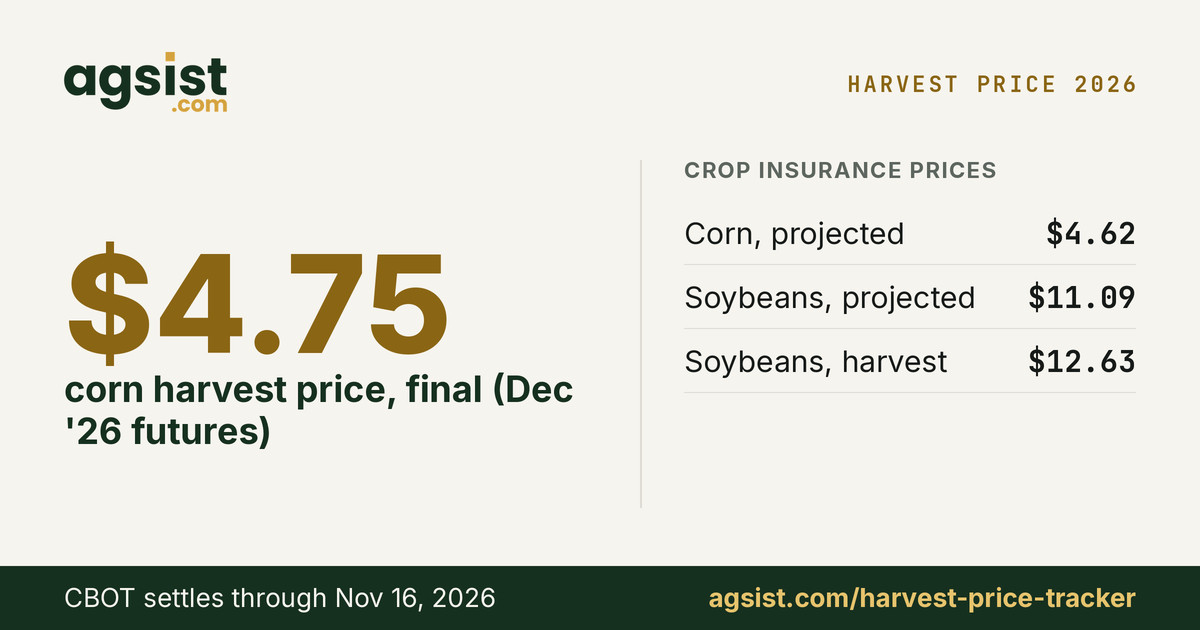 agsist
.com
HARVEST PRICE 2026
$4.75
corn harvest price, final (Dec
'26 futures)
CROP INSURANCE PRICES
Corn, projected $4.62
Soybeans, projected $11.09
Soybeans, harvest $12.63
CBOT settles through Nov 16, 2026
agsist.com/harvest-price-tracker